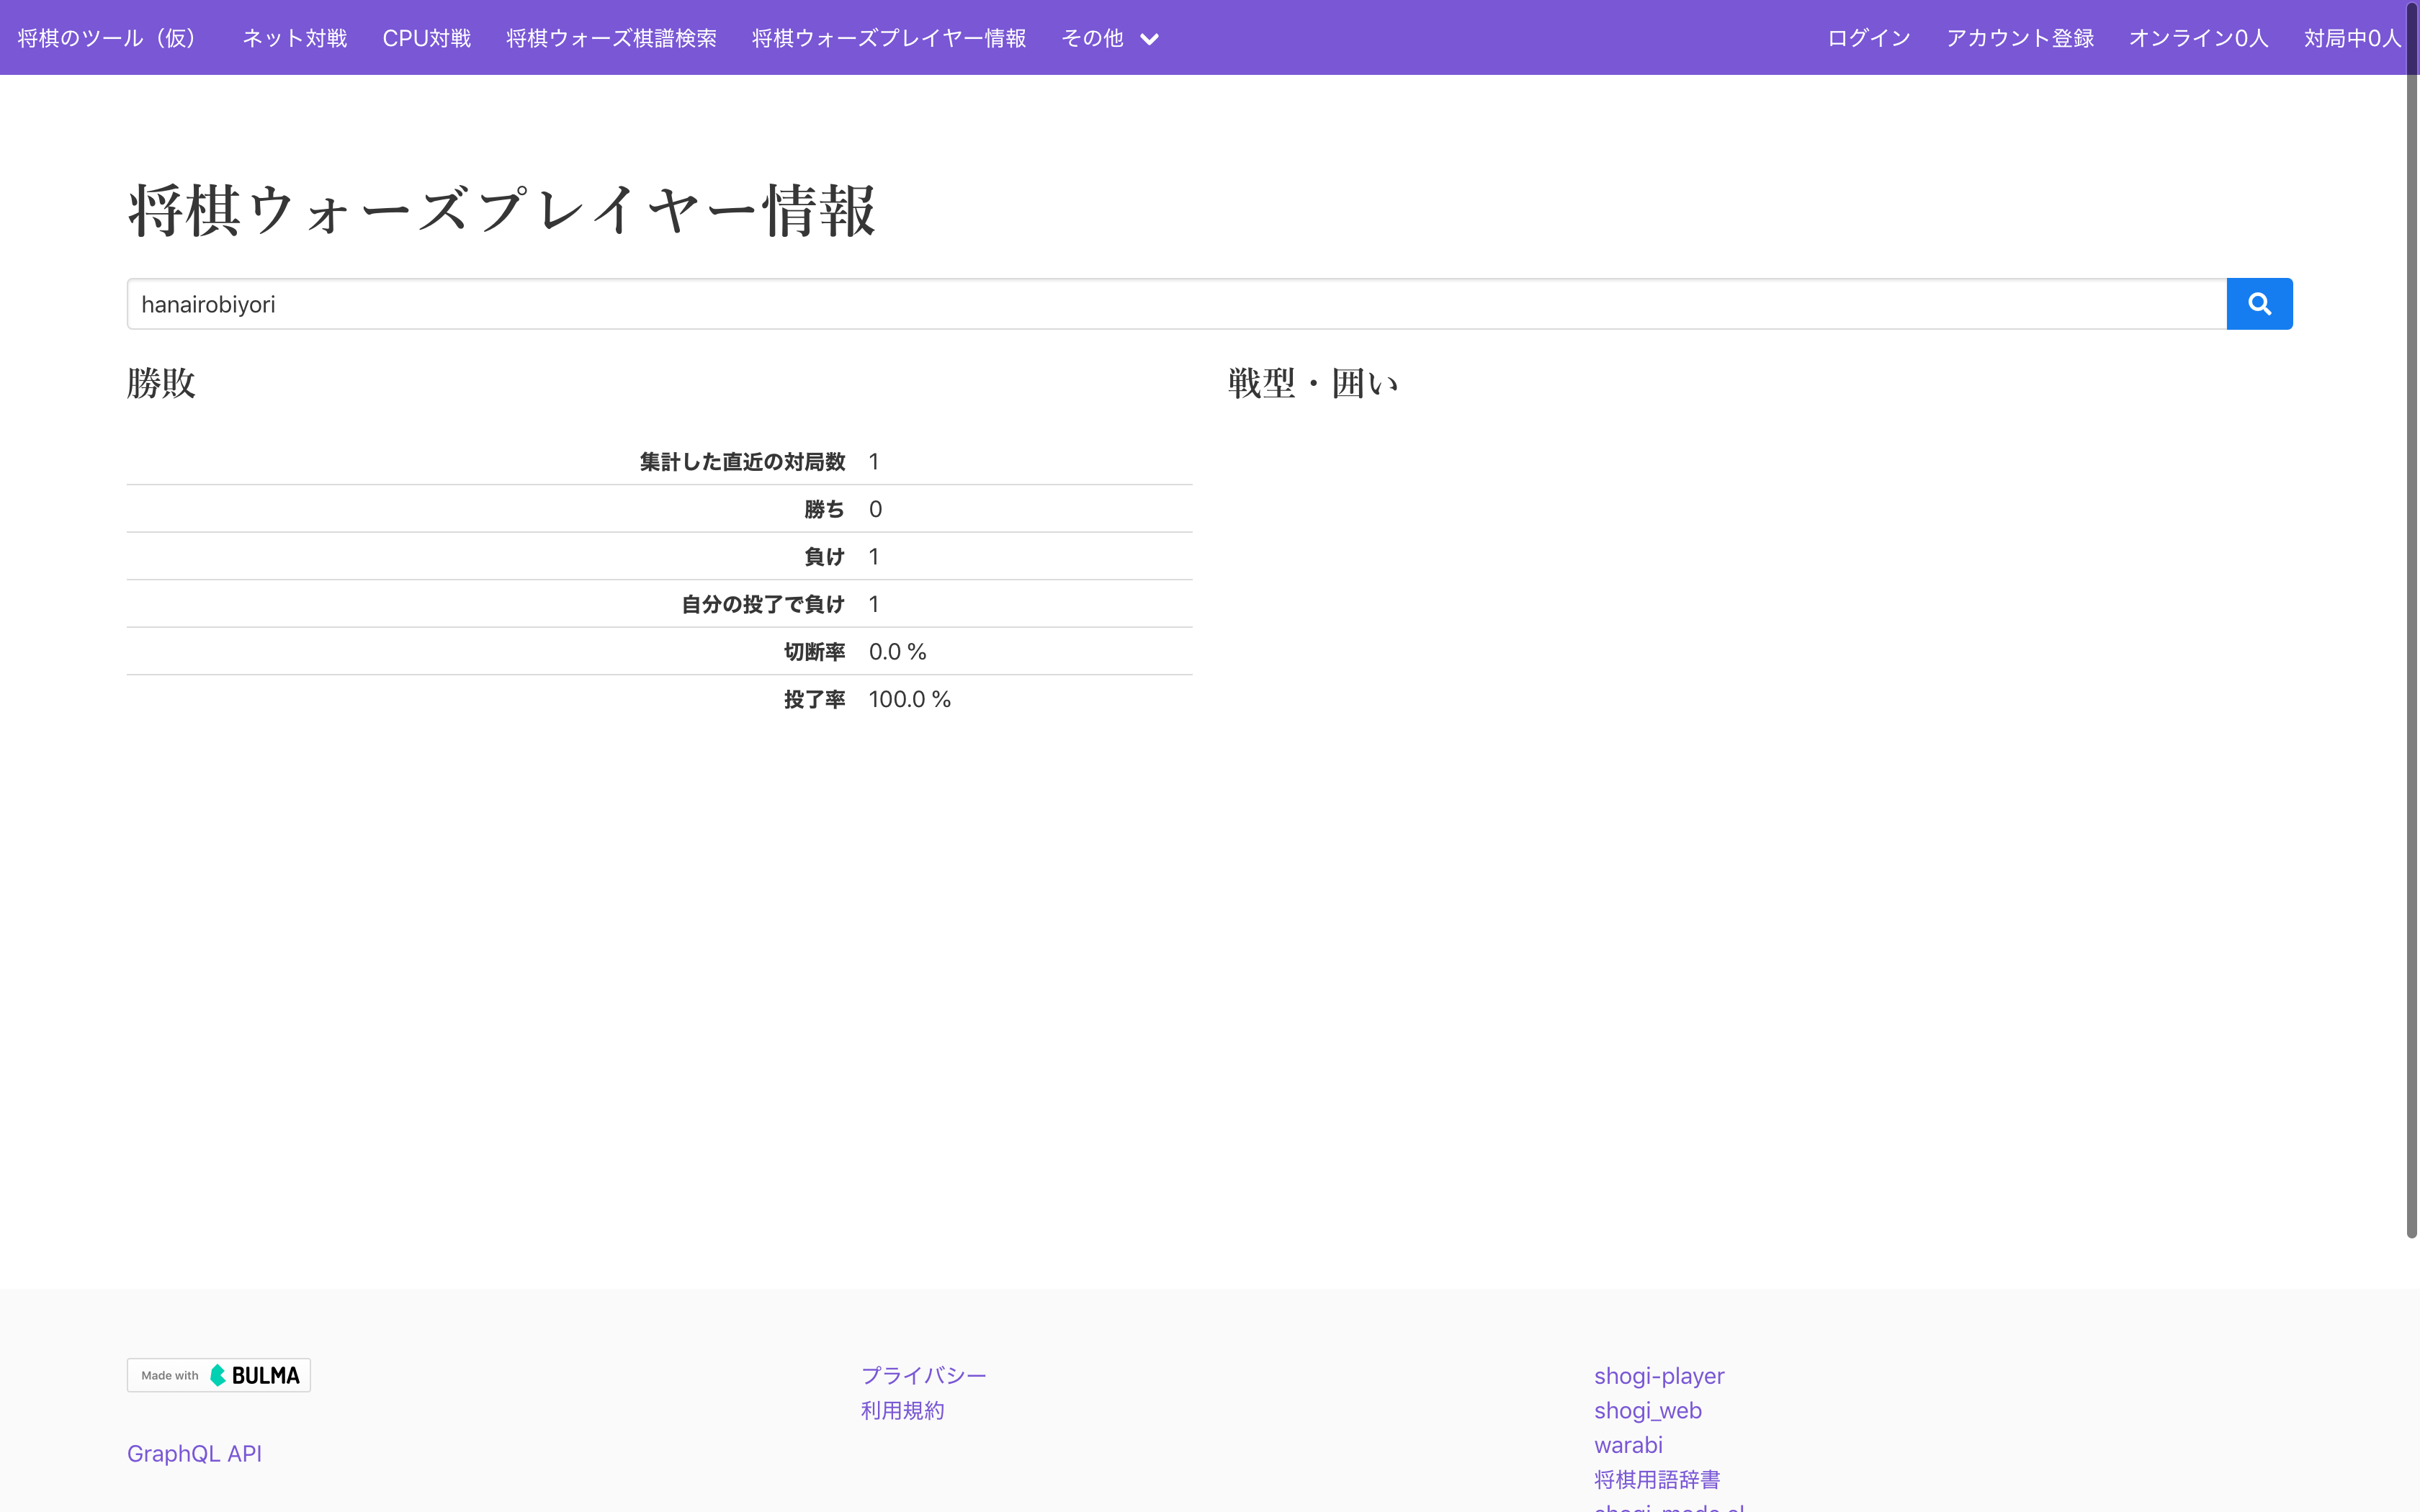 将棋のツール（仮） ネット対戦 CPU対戦 将棋ウォーズ棋譜検索 将棋ウォーズプレイヤー情報 その他 ログイン アカウント登録 オンライン0人 対局中0人
将棋ウォーズプレイヤー情報
hanairobiyori
勝敗
集計した直近の対局数 1
勝ち 0
負け 1
自分の投了で負け 1
切断率 0.0 %
投了率 100.0 %
戦型・囲い
Made with BULMA
GraphQL API
プライバシー
利用規約
shogi-player
shogi_web
warabi
将棋用語辞書